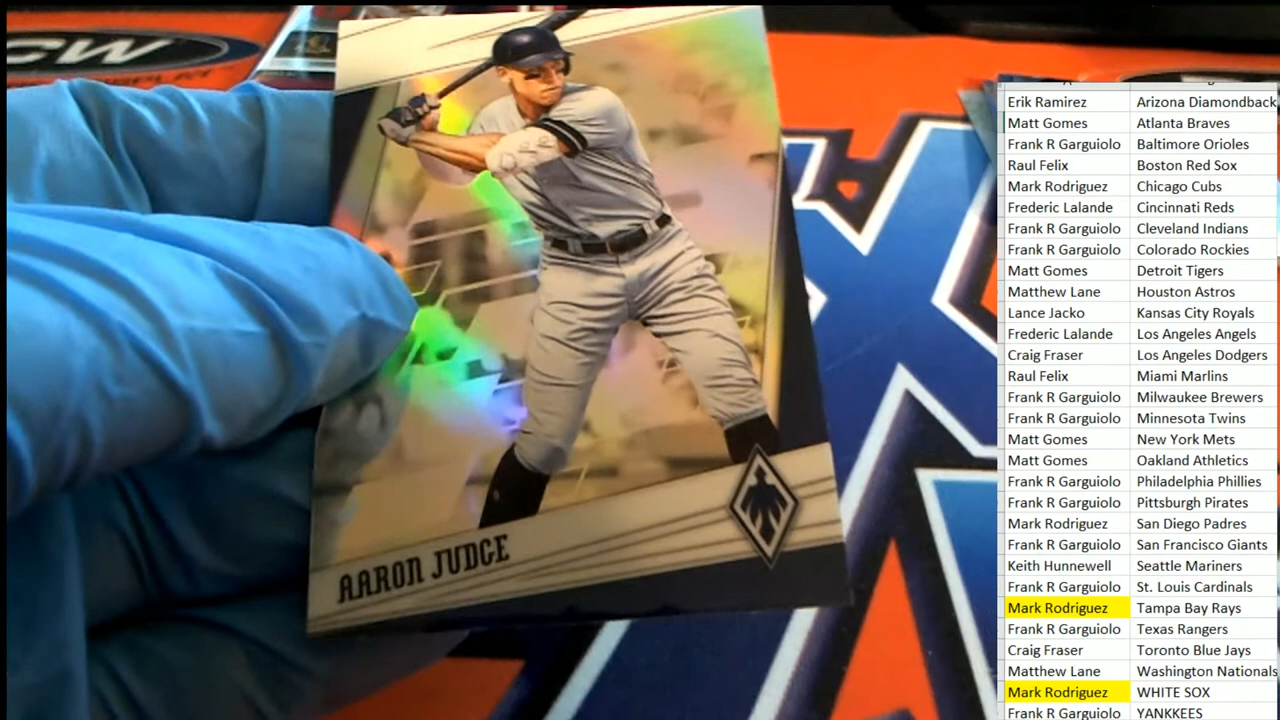 CW
AARON JUDGE
Erik Ramirez Arizona Diamondback
Matt Gomes Atlanta Braves
Frank R Garguiolo Baltimore Orioles
Raul Felix Boston Red Sox
Mark Rodriguez Chicago Cubs
Frederic Lalande Cincinnati Reds
Frank R Garguiolo Cleveland Indians
Frank R Garguiolo Colorado Rockies
Matt Gomes Detroit Tigers
Matthew Lane Houston Astros
Lance Jacko Kansas City Royals
Frederic Lalande Los Angeles Angels
Craig Fraser Los Angeles Dodgers
Raul Felix Miami Marlins
Frank R Garguiolo Milwaukee Brewers
Frank R Garguiolo Minnesota Twins
Matt Gomes New York Mets
Matt Gomes Oakland Athletics
Frank R Garguiolo Philadelphia Phillies
Frank R Garguiolo Pittsburgh Pirates
Mark Rodriguez San Diego Padres
Frank R Garguiolo San Francisco Giants
Keith Hunnewell Seattle Mariners
Frank R Garguiolo St. Louis Cardinals
Mark Rodriguez Tampa Bay Rays
Frank R Garguiolo Texas Rangers
Craig Fraser Toronto Blue Jays
Matthew Lane Washington Nationals
Mark Rodriguez WHITE SOX
Frank R Garguiolo YANKKEES